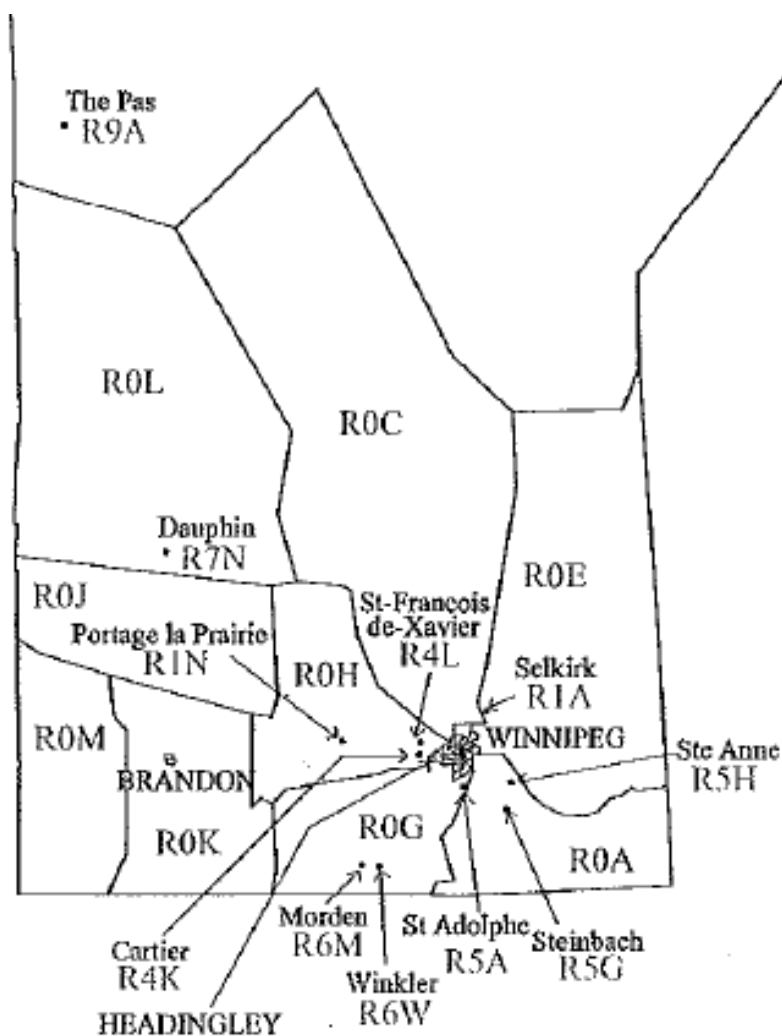 The Pas
R9A
R0L
R0C
Dauphin
R7N
R0E
R0J
St-François
de-Xavier
R4L
Portage la Prairie
R1N
R0H
Selkirk
R1A
R0M
WINNIPEG
Ste Anne
R5H
BRANDON
R0G
R0K
R0A
Morden
R6M
St Adolphe
R5A
Steinbach
R5G
Cartier
R4K
Winkler
R6W
HEADINGLEY